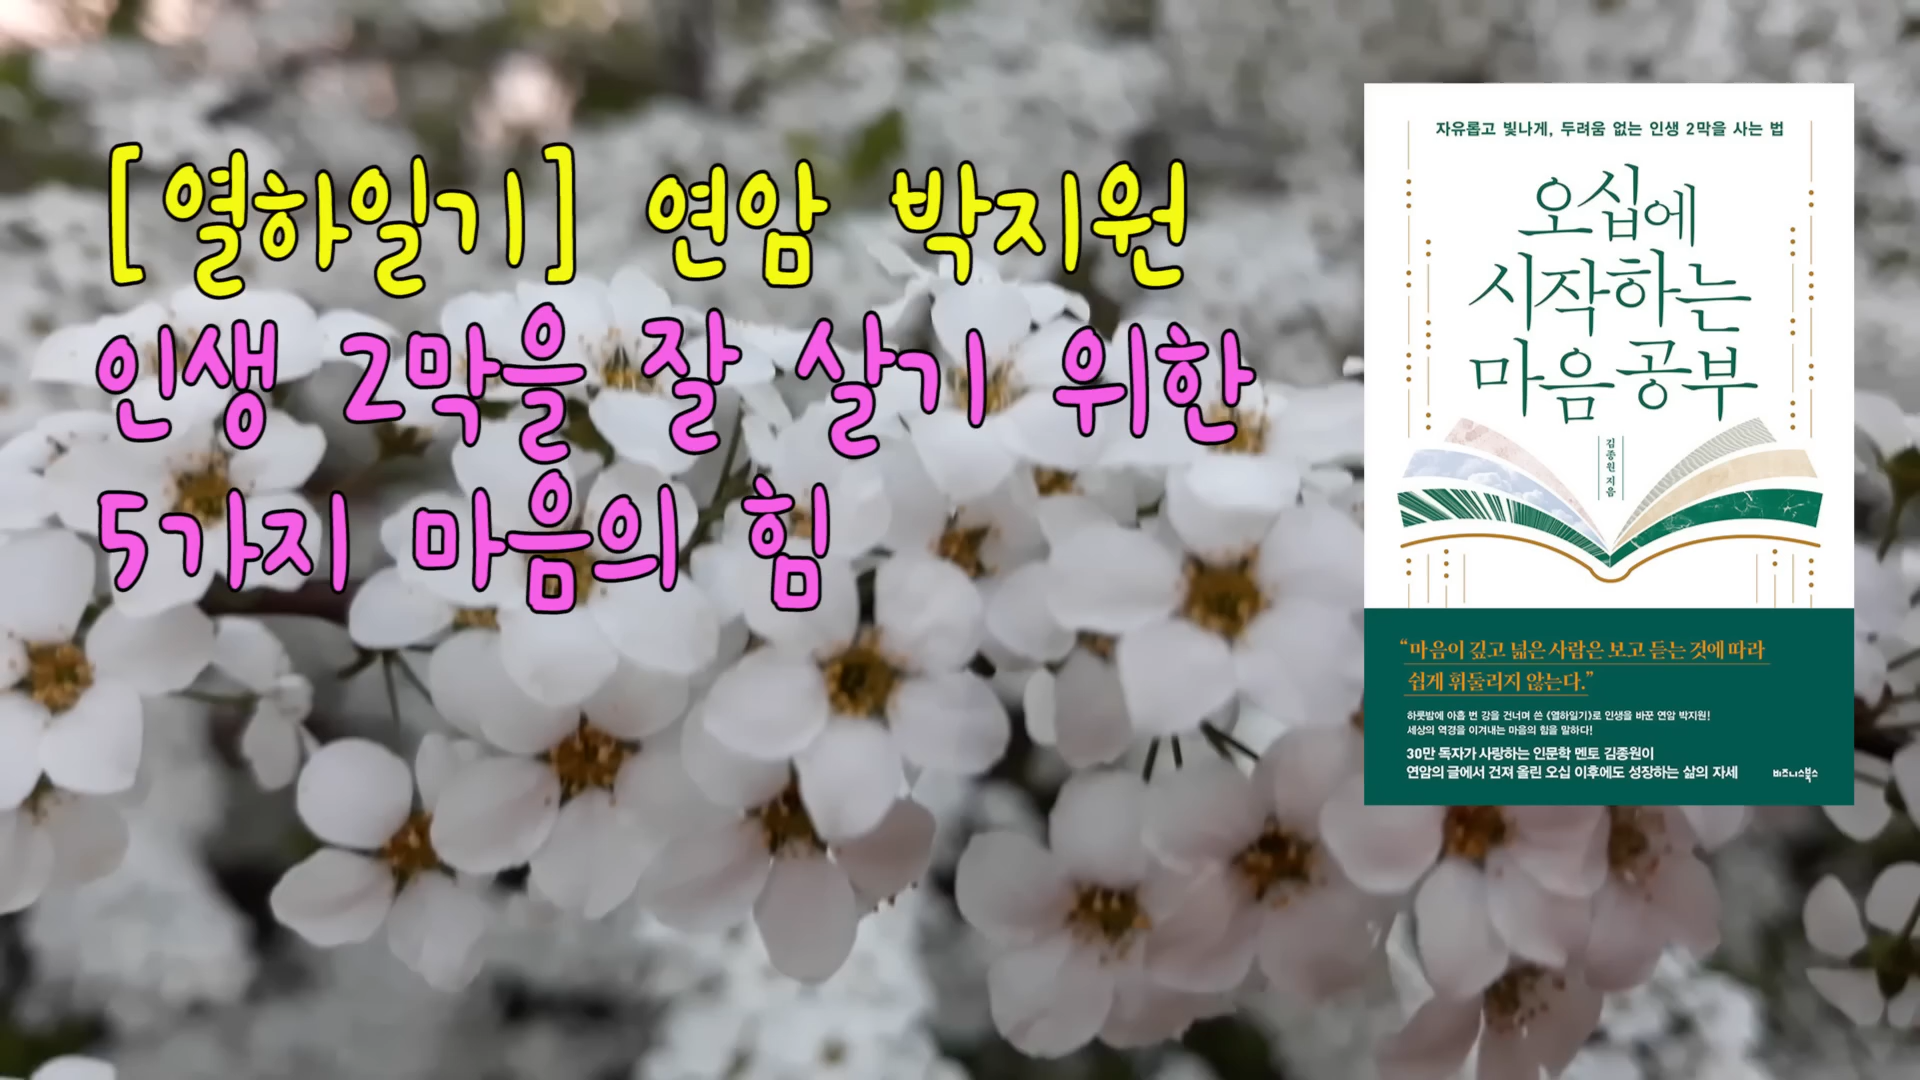 [열하일기] 연암 박지원
인생 2막을 잘 살기 위한
5가지 마음의 힘
자유롭고 빛나게, 두려움 없는 인생 2막을 사는 법
오십에
시작하는
마음 공부
김종원 지음
“마음이 깊고 넓은 사람은 보고 듣는 것에 따라
쉽게 휘둘리지 않는다.”
하룻밤에 아홉 번 강을 건너며 쓴 《열하일기》로 인생을 바꾼 연암 박지원!
세상의 역경을 이겨내는 마음의 힘을 말하다!
30만 독자가 사랑하는 인문학 멘토 김종원이
연암의 글에서 건져 올린 오십 이후에도 성장하는 삶의 자세
비즈니스북스